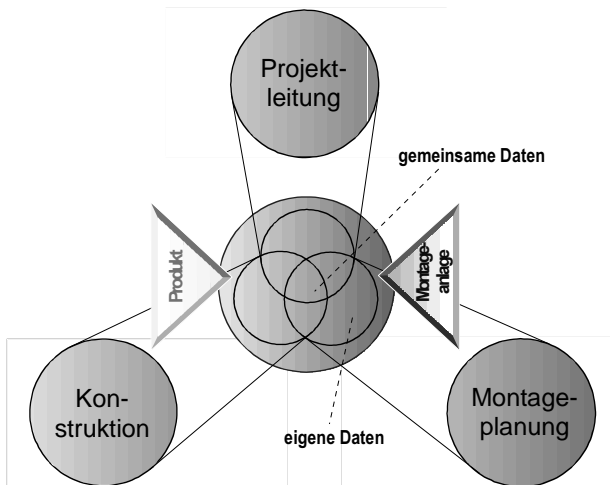 Projekt-
leitung
gemeinsame Daten
Produkt
Montage-
anlage
Kon-
struktion
Montage-
planung
eigene Daten